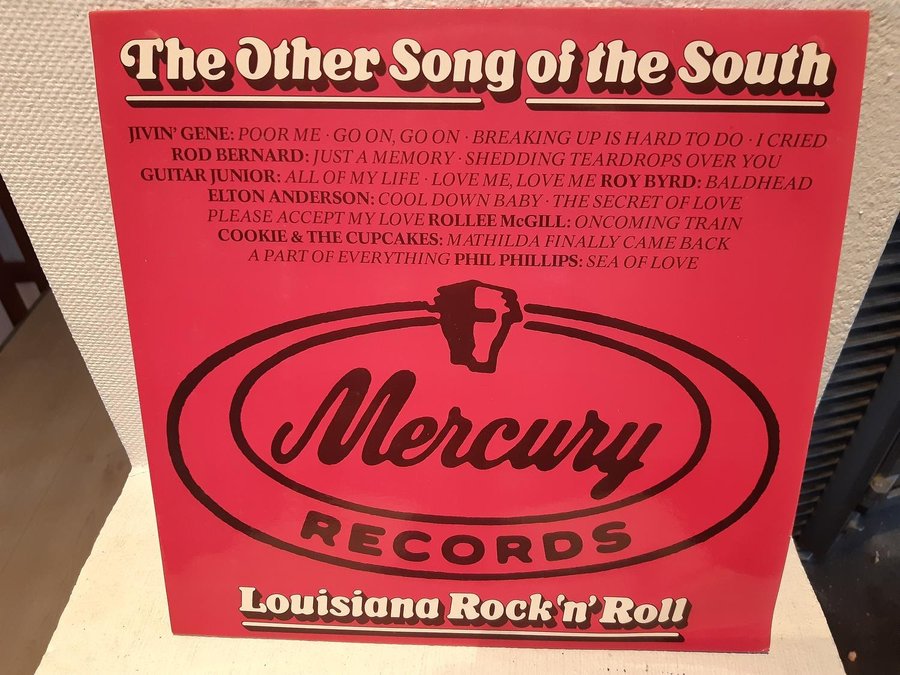 The Other Song of the South
JIVIN' GENE: POOR ME · GO ON, GO ON · BREAKING UP IS HARD TO DO · I CRIED
ROD BERNARD: JUST A MEMORY · SHEDDING TEARDROPS OVER YOU
GUITAR JUNIOR: ALL OF MY LIFE · LOVE ME, LOVE ME ROY BYRD: BALDHEAD
ELTON ANDERSON: COOL DOWN BABY · THE SECRET OF LOVE
PLEASE ACCEPT MY LOVE ROLLEE McGILL: ONCOMING TRAIN
COOKIE & THE CUPCAKES: MATHILDA FINALLY CAME BACK
A PART OF EVERYTHING PHIL PHILLIPS: SEA OF LOVE
Mercury
RECORDS
Louisiana Rock 'n' Roll